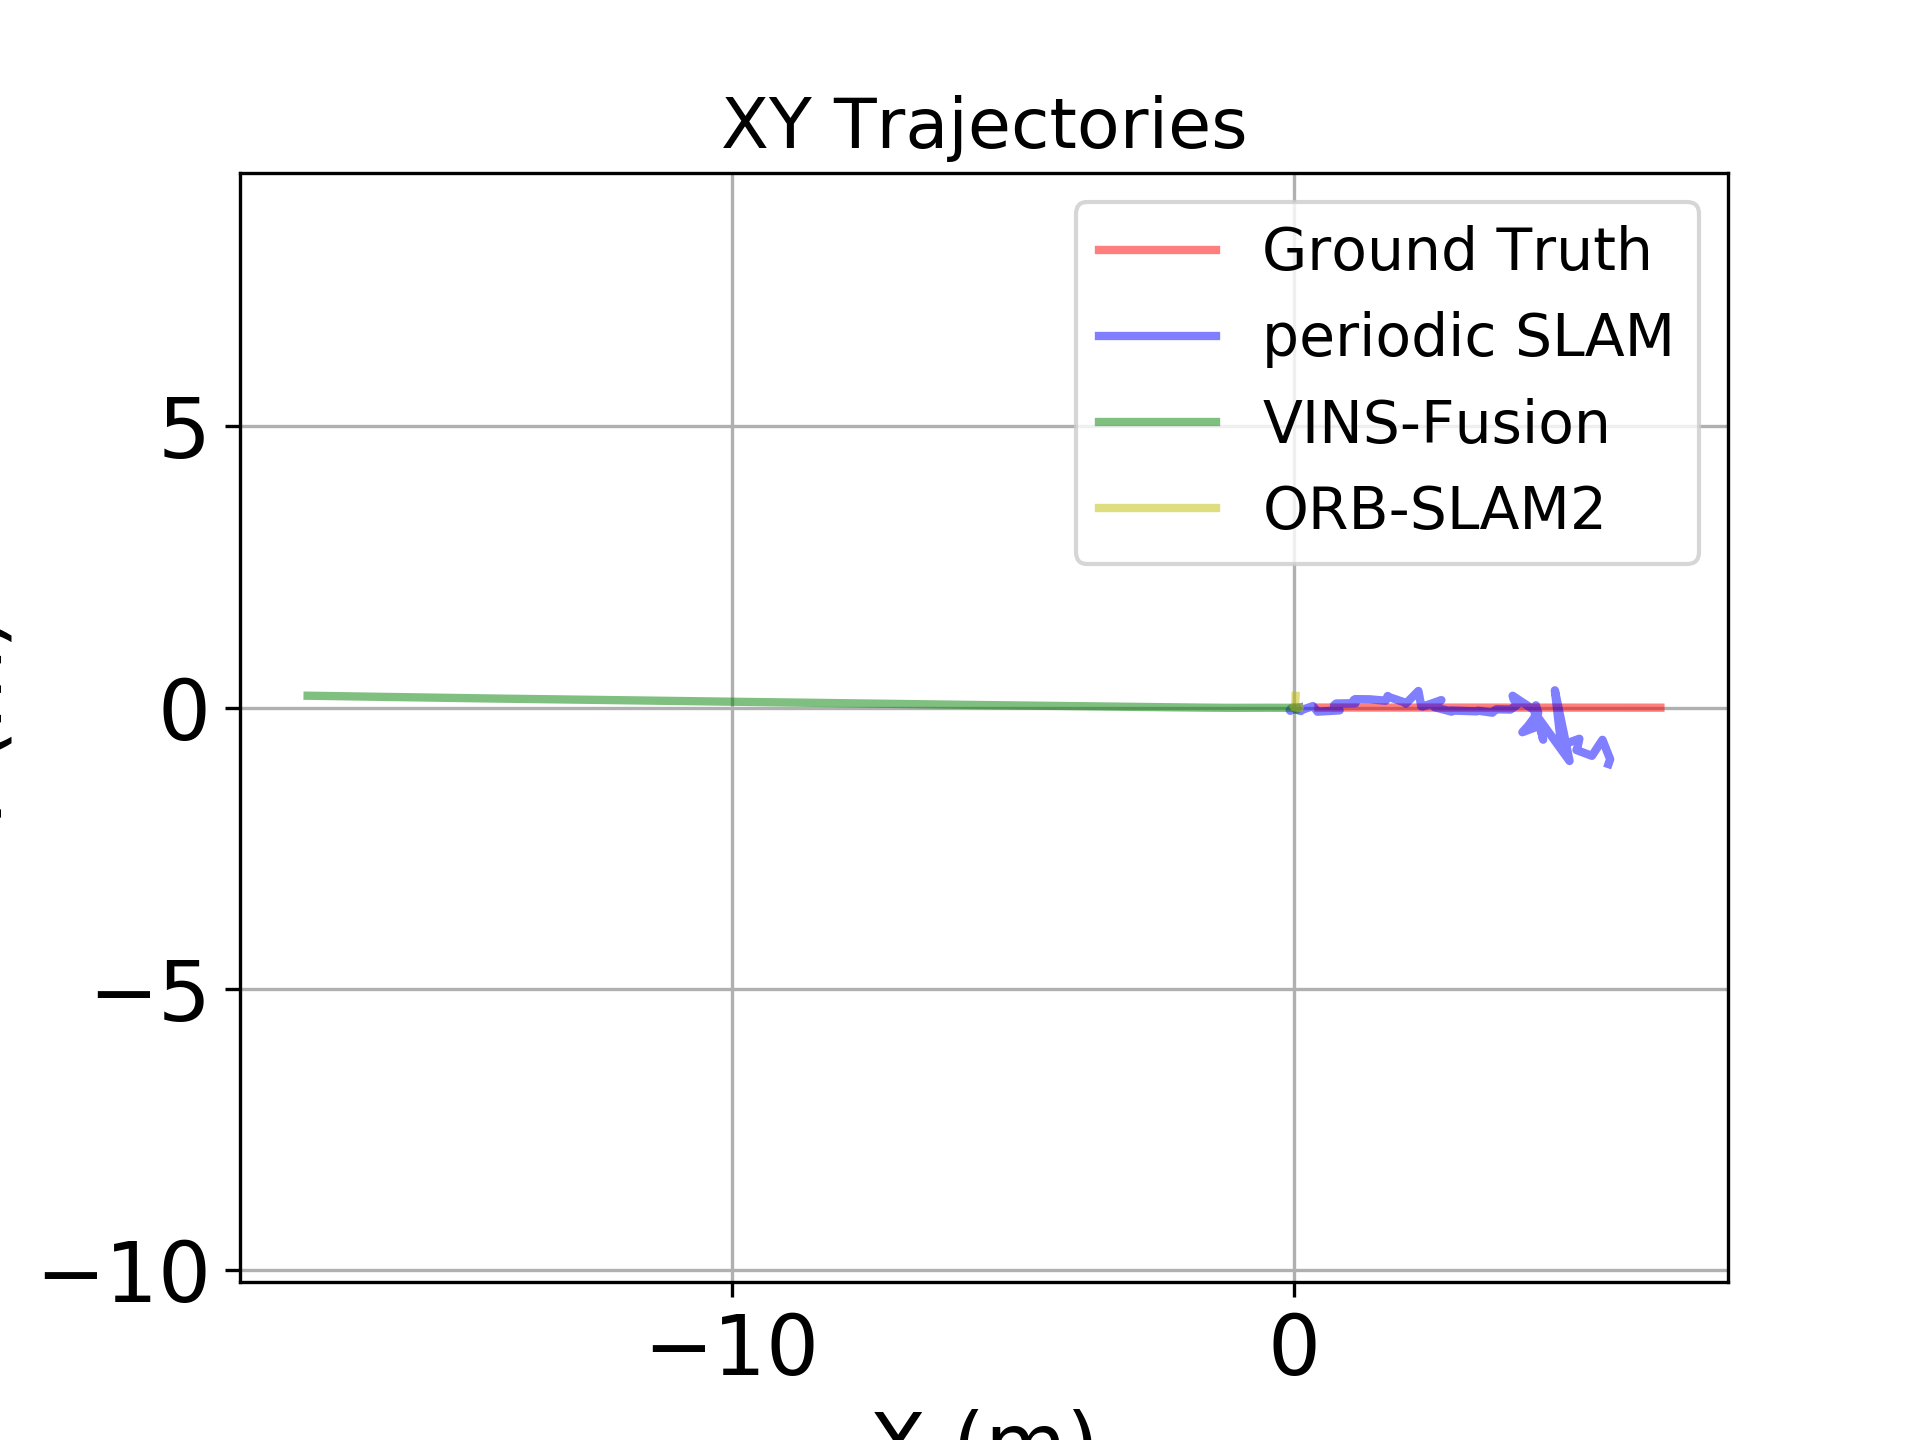 XY Trajectories
Ground Truth
periodic SLAM
VINS-Fusion
ORB-SLAM2
5
0
−5
−10
−10 0
X (m)